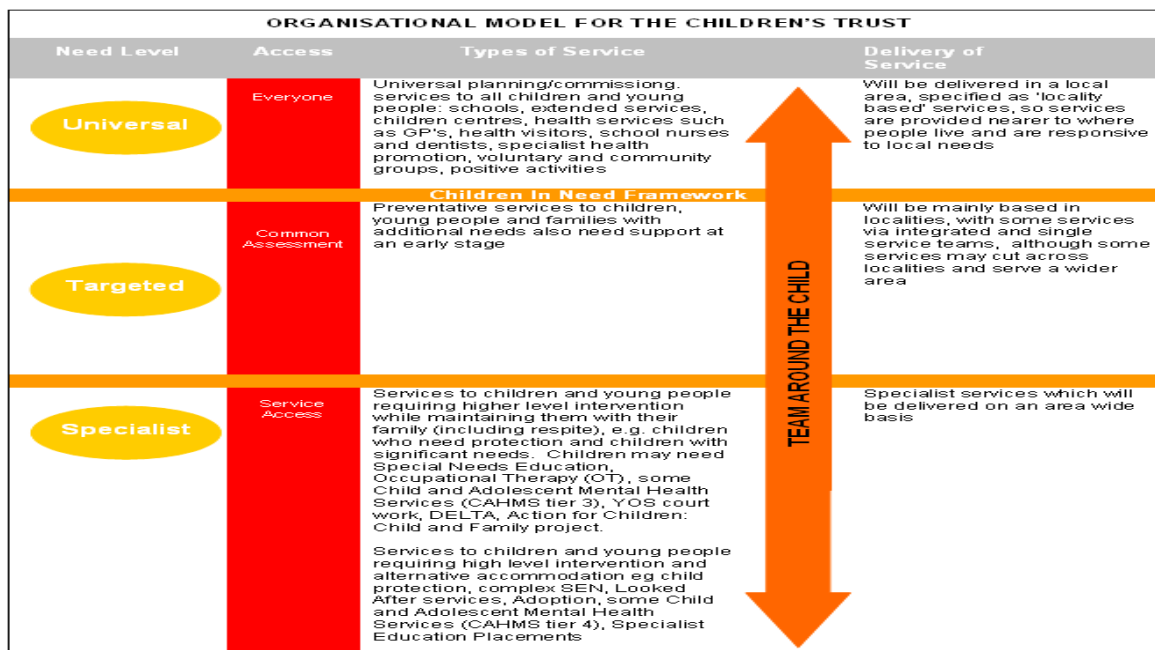 ORGANISATIONAL MODEL FOR THE CHILDREN'S TRUST
Need Level
Access
Types of Service
Delivery of
Service
Universal
Everyone
Universal planning/commissiong.
services to all children and young
people: schools, extended services,
children centres, health services such
as GP's, health visitors, school nurses
and dentists, specialist health
promotion, voluntary and community
groups, positive activities
Will be delivered in a local
area, specified as 'locality
based' services, so services
are provided nearer to where
people live and are responsive
to local needs
Children In Need Framework
Targeted
Common
Assessment
Preventative services to children,
young people and families with
additional needs also need support at
an early stage
Will be mainly based in
localities, with some services
via integrated and single
service teams, although some
services may cut across
localities and serve a wider
area
TEAM AROUND THE CHILD
Specialist
Service
Access
Services to children and young people
requiring higher level intervention
while maintaining them with their
family (including respite), e.g. children
who need protection and children with
significant needs. Children may need
Special Needs Education,
Occupational Therapy (OT), some
Child and Adolescent Mental Health
Services (CAHMS tier 3), YOS court
work, DELTA, Action for Children:
Child and Family project.
Services to children and young people
requiring high level intervention and
alternative accommodation eg child
protection, complex SEN, Looked
After services, Adoption, some Child
and Adolescent Mental Health
Services (CAHMS tier 4), Specialist
Education Placements
Specialist services which will
be delivered on an area wide
basis